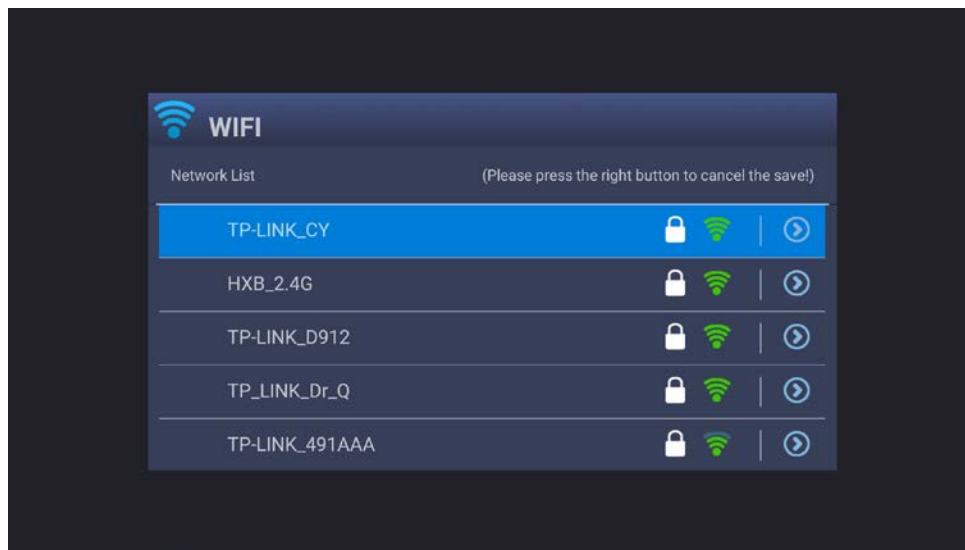 WIFI
Network List (Please press the right button to cancel the save!)
TP-LINK_CY
HXB_2.4G
TP-LINK_D912
TP_LINK_Dr_Q
TP-LINK_491AAA